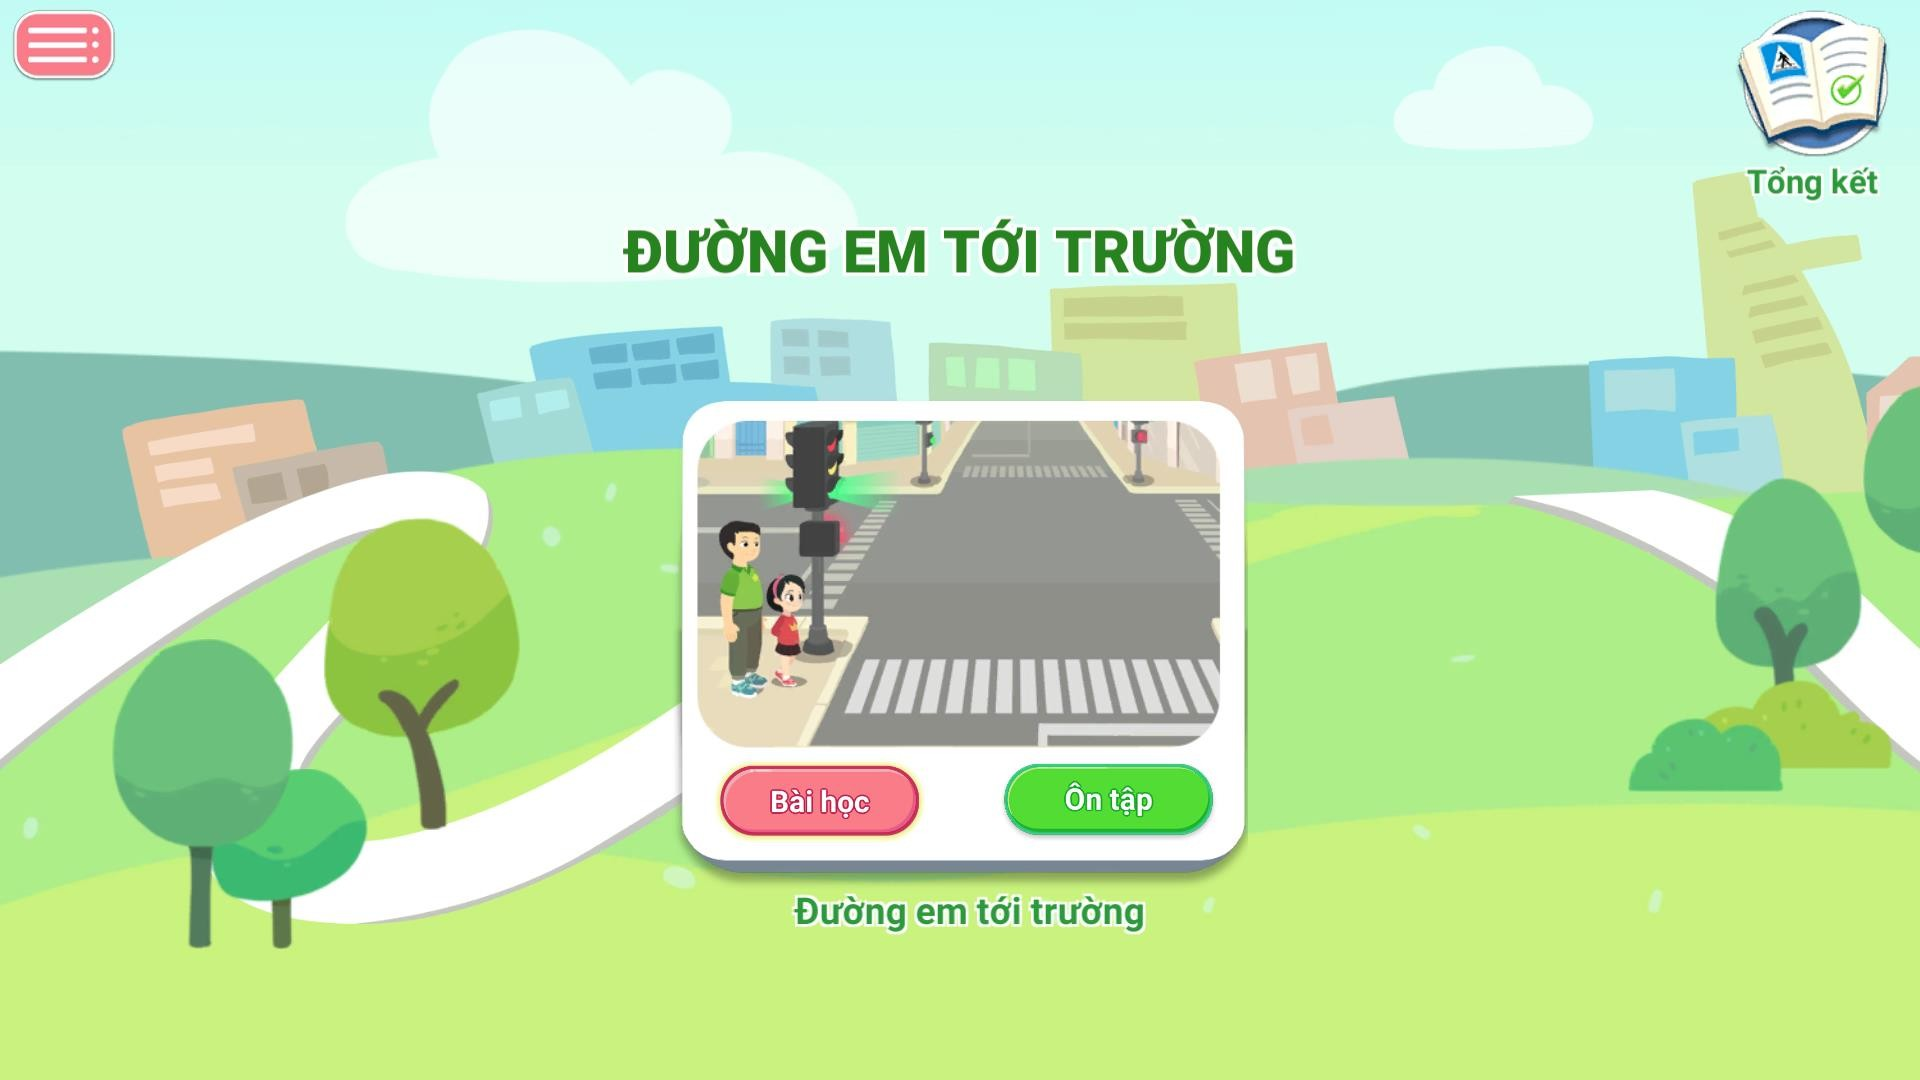 Tổng kết
ĐƯỜNG EM TỚI TRƯỜNG
Bài học
Ôn tập
Đường em tới trường